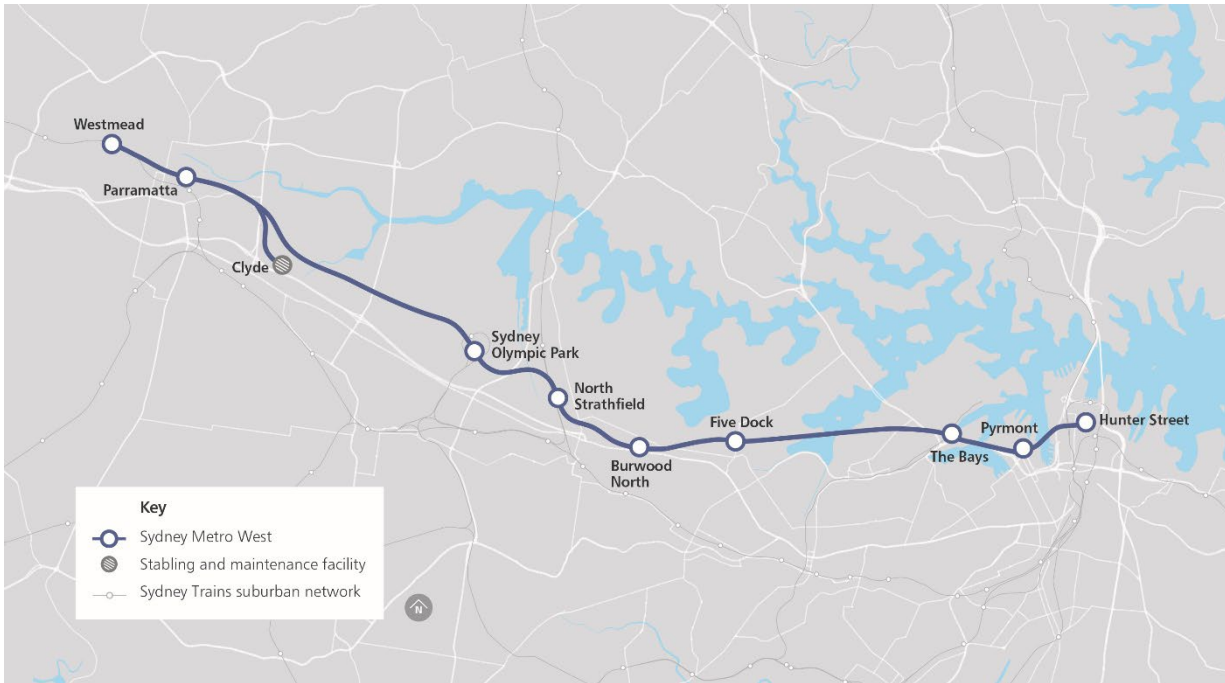 Westmead
Parramatta
Clyde
Sydney
Olympic Park
North
Strathfield
Five Dock
Burwood
North
Pyrmont
The Bays
Hunter Street
Key
Sydney Metro West
Stabling and maintenance facility
Sydney Trains suburban network
N